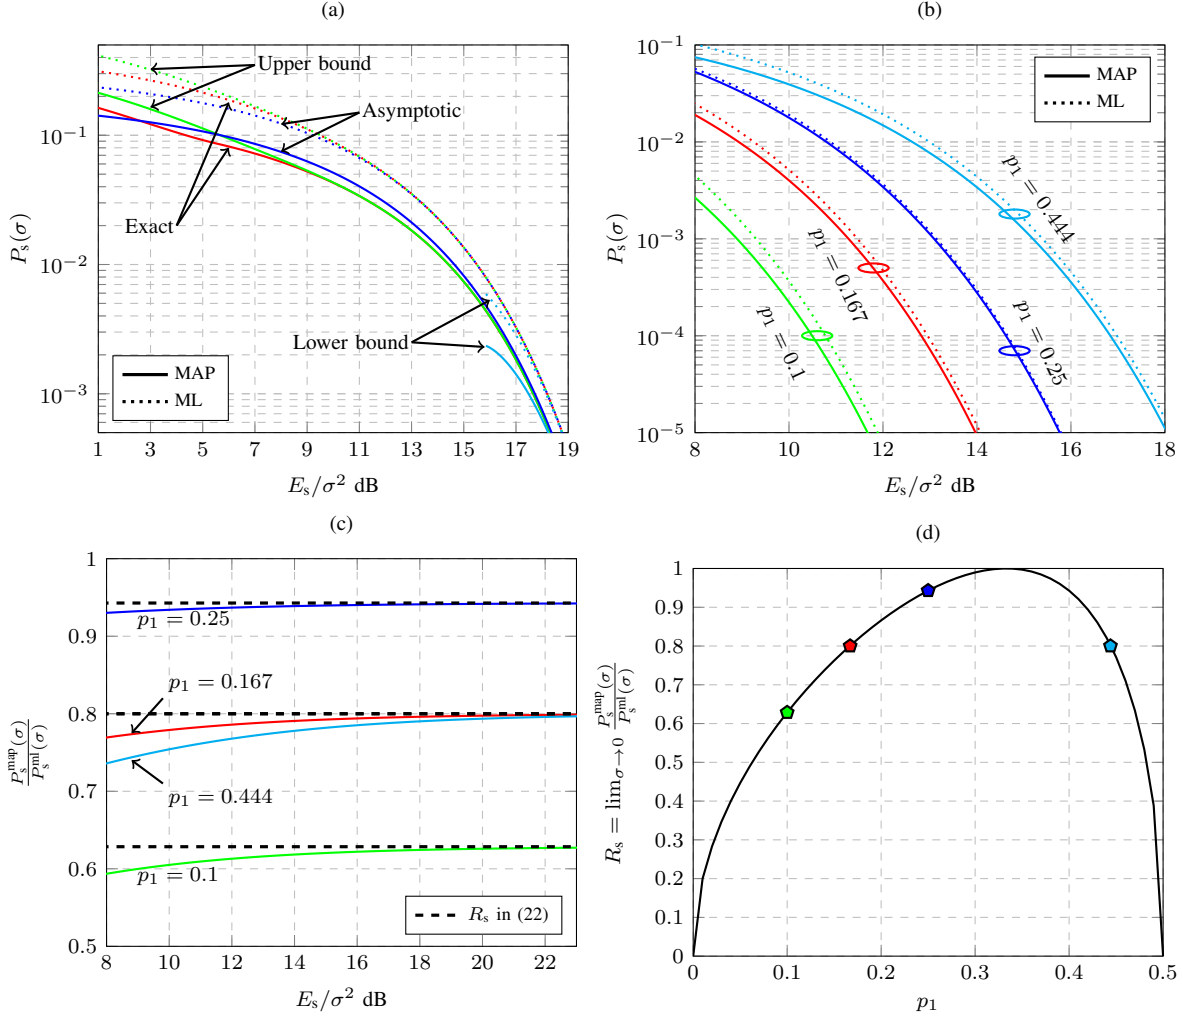 (a)
P_s(σ)
10^{-1}
10^{-2}
10^{-3}
Upper bound
Asymptotic
Exact
Lower bound
MAP
ML
1 3 5 7 9 11 13 15 17 19
E_s/σ^2 dB
(b)
P_s(σ)
10^{-1}
10^{-2}
10^{-3}
10^{-4}
10^{-5}
MAP
ML
p_1 = 0.444
p_1 = 0.167
p_1 = 0.25
p_1 = 0.1
8 10 12 14 16 18
E_s/σ^2 dB
(c)
P_s^{map}(σ)
P_s^{ml}(σ)
1
0.9
0.8
0.7
0.6
0.5
p_1 = 0.25
p_1 = 0.167
p_1 = 0.444
p_1 = 0.1
R_s in (22)
8 10 12 14 16 18 20 22
E_s/σ^2 dB
(d)
R_s = lim_{σ→0} P_s^{map}(σ)/P_s^{ml}(σ)
1
0.9
0.8
0.7
0.6
0.5
0.4
0.3
0.2
0.1
0
0 0.1 0.2 0.3 0.4 0.5
p_1